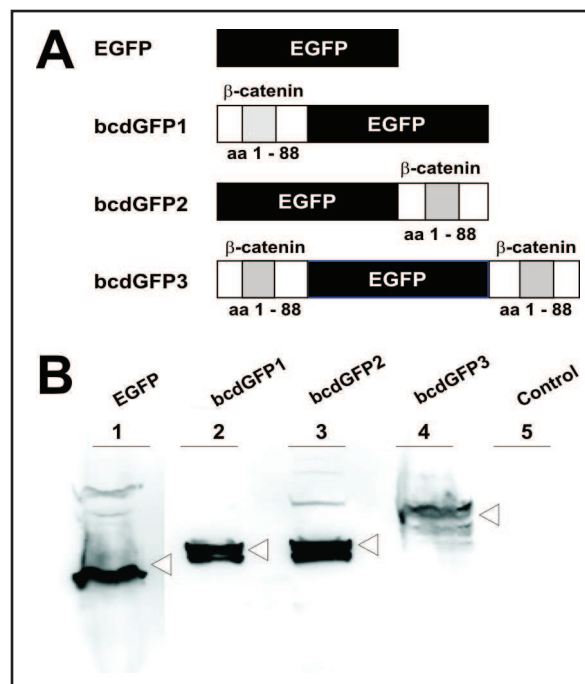 A
EGFP
EGFP
β-catenin
bcdGFP1
EGFP
aa 1 - 88
β-catenin
bcdGFP2
EGFP
aa 1 - 88
β-catenin
β-catenin
bcdGFP3
EGFP
aa 1 - 88
aa 1 - 88
B
EGFP
bcdGFP1
bcdGFP2
bcdGFP3
Control
1
2
3
4
5